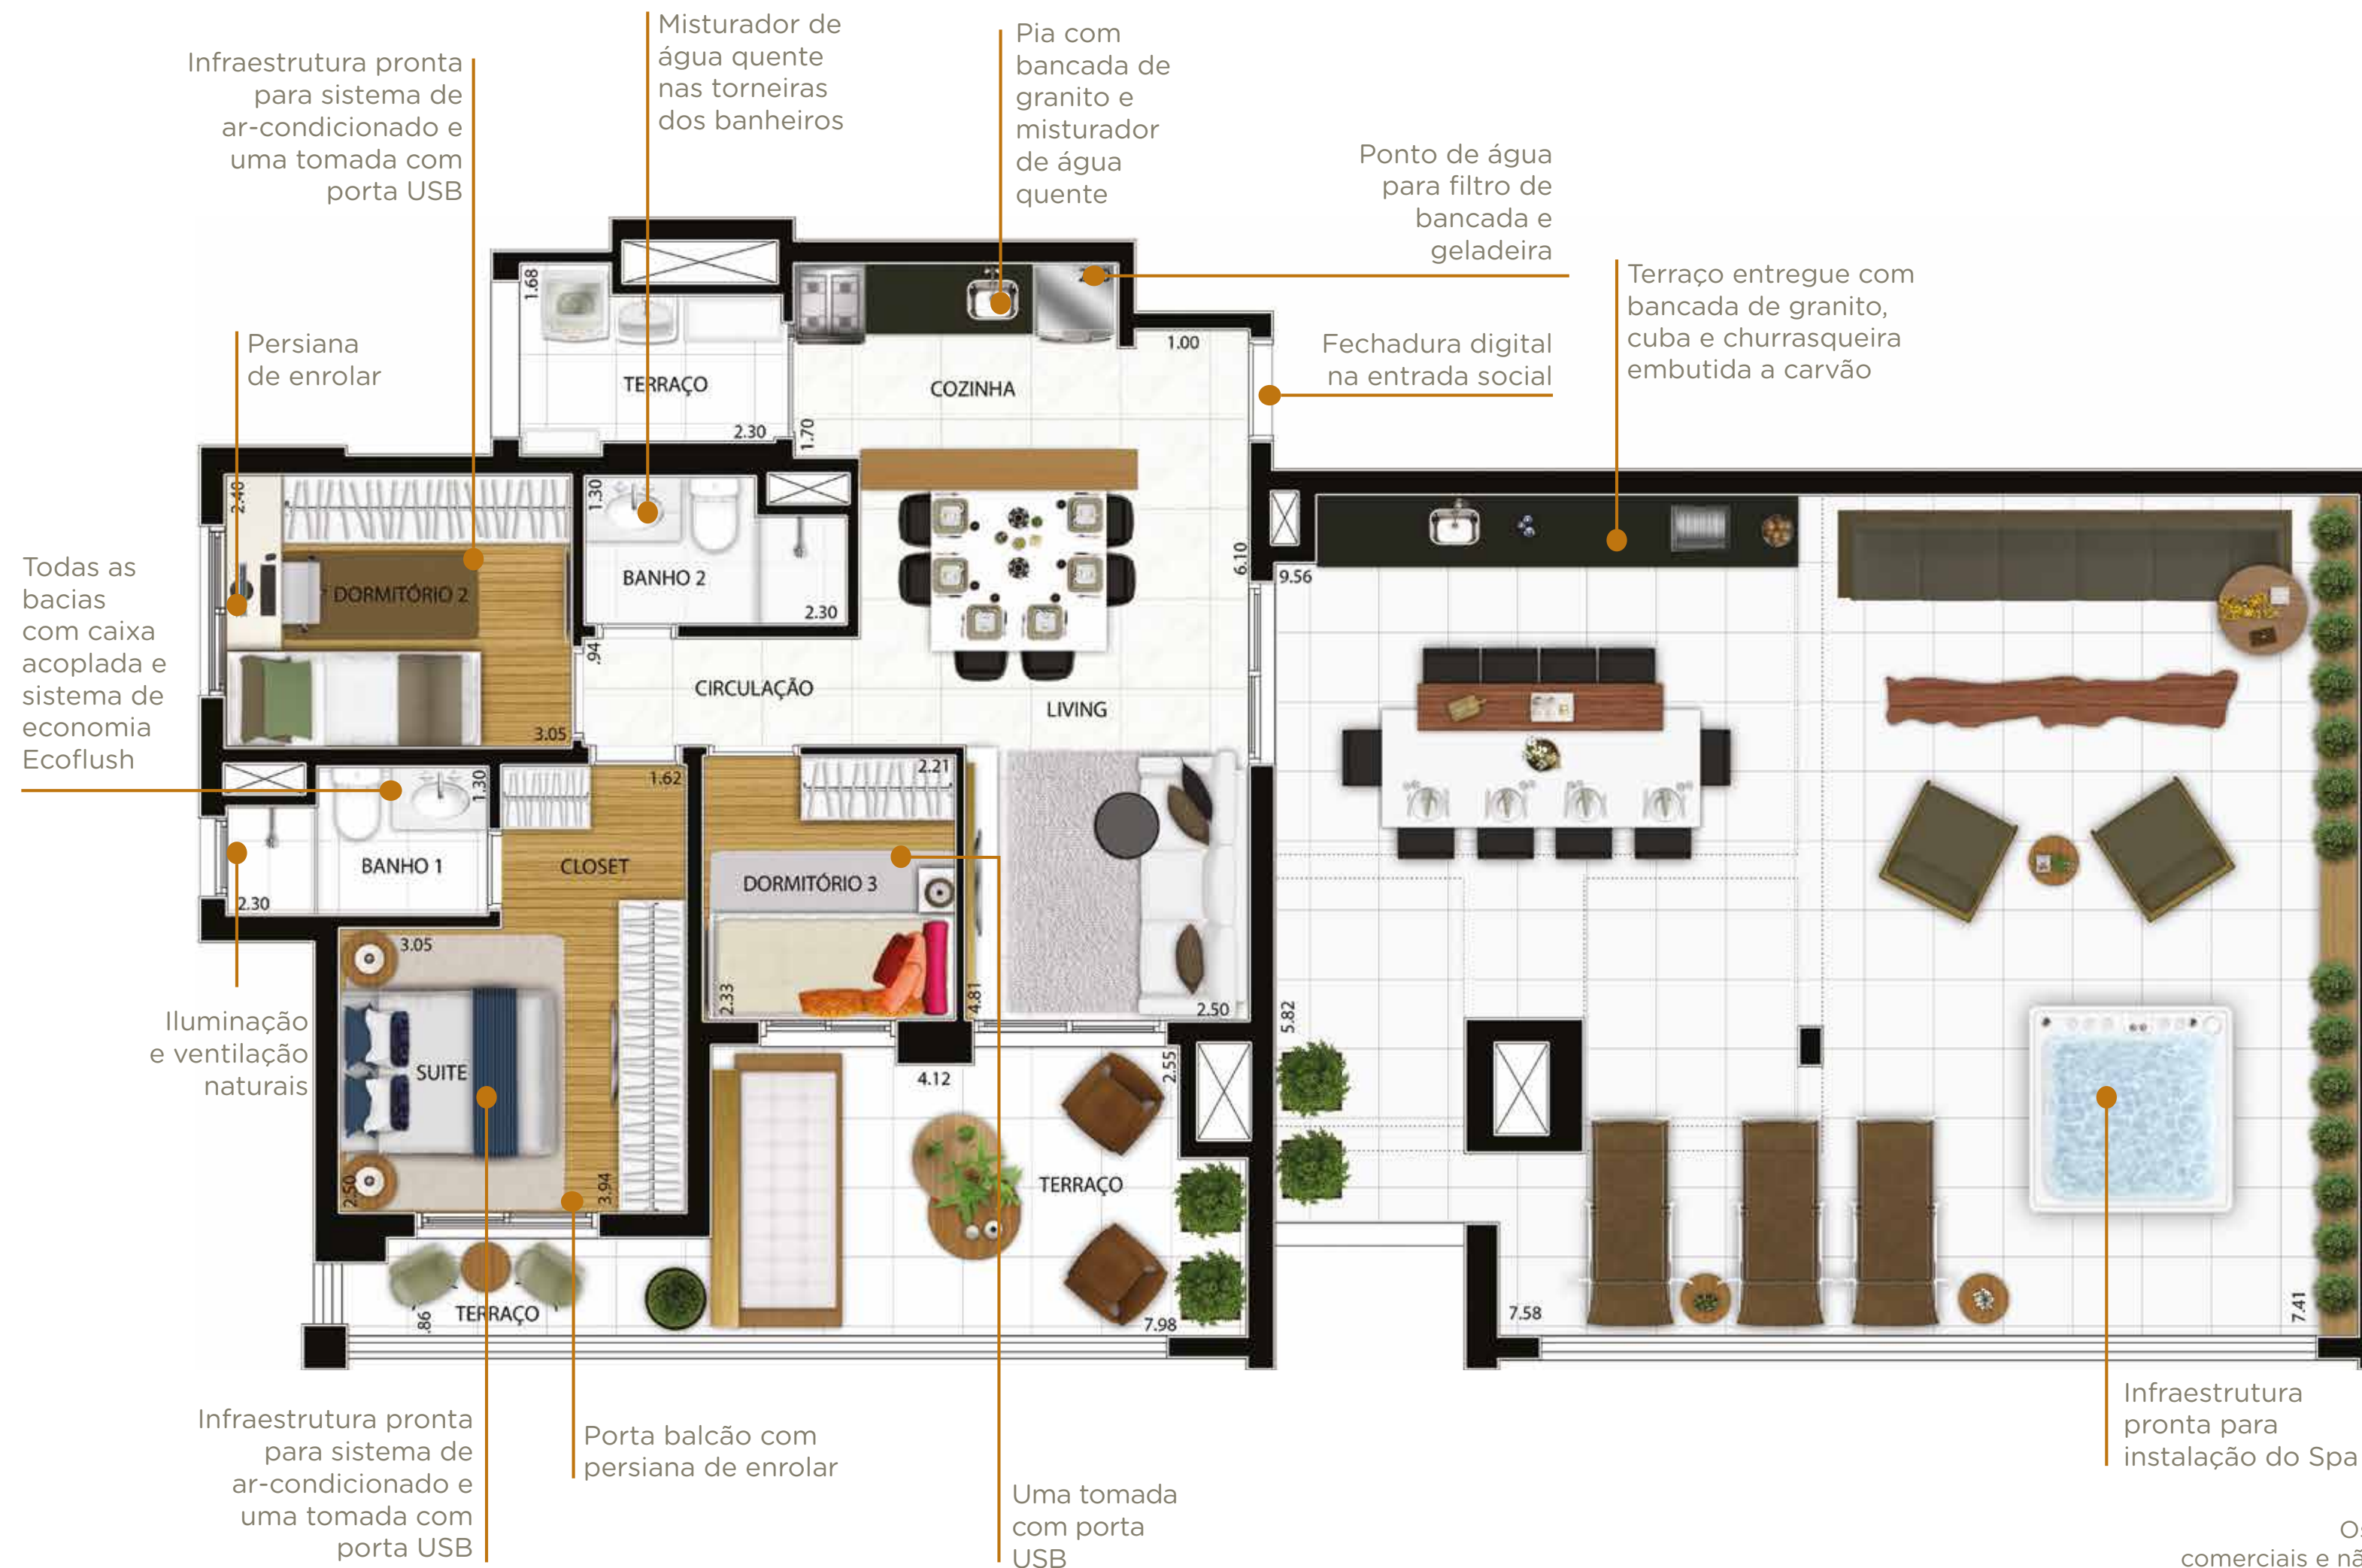 Misturador de
água quente
nas torneiras
dos banheiros
Pia com
bancada de
granito e
misturador
de água
quente
Infraestrutura pronta
para sistema de
ar-condicionado e
uma tomada com
porta USB
Ponto de água
para filtro de
bancada e
geladeira
Terraço entregue com
bancada de granito,
cuba e churrasqueira
embutida a carvão
Persiana
de enrolar
Fechadura digital
na entrada social
1.68
TERRAÇO
2.30
1.70
COZINHA
1.00
2.40
DORMITÓRIO 2
3.05
1.30
BANHO 2
2.30
.94
CIRCULAÇÃO
LIVING
6.10
9.56
Todas as
bacias
com caixa
acoplada e
sistema de
economia
Ecoflush
1.30
BANHO 1
2.30
1.62
CLOSET
2.21
DORMITÓRIO 3
2.33
4.81
2.50
5.82
3.05
SUITE
2.50
3.94
4.12
2.55
TERRAÇO
.86
TERRAÇO
7.98
7.58
7.41
Iluminação
e ventilação
naturais
Infraestrutura pronta
para sistema de
ar-condicionado e
uma tomada com
porta USB
Porta balcão com
persiana de enrolar
Uma tomada
com porta
USB
Infraestrutura
pronta para
instalação do Spa
comerciais e